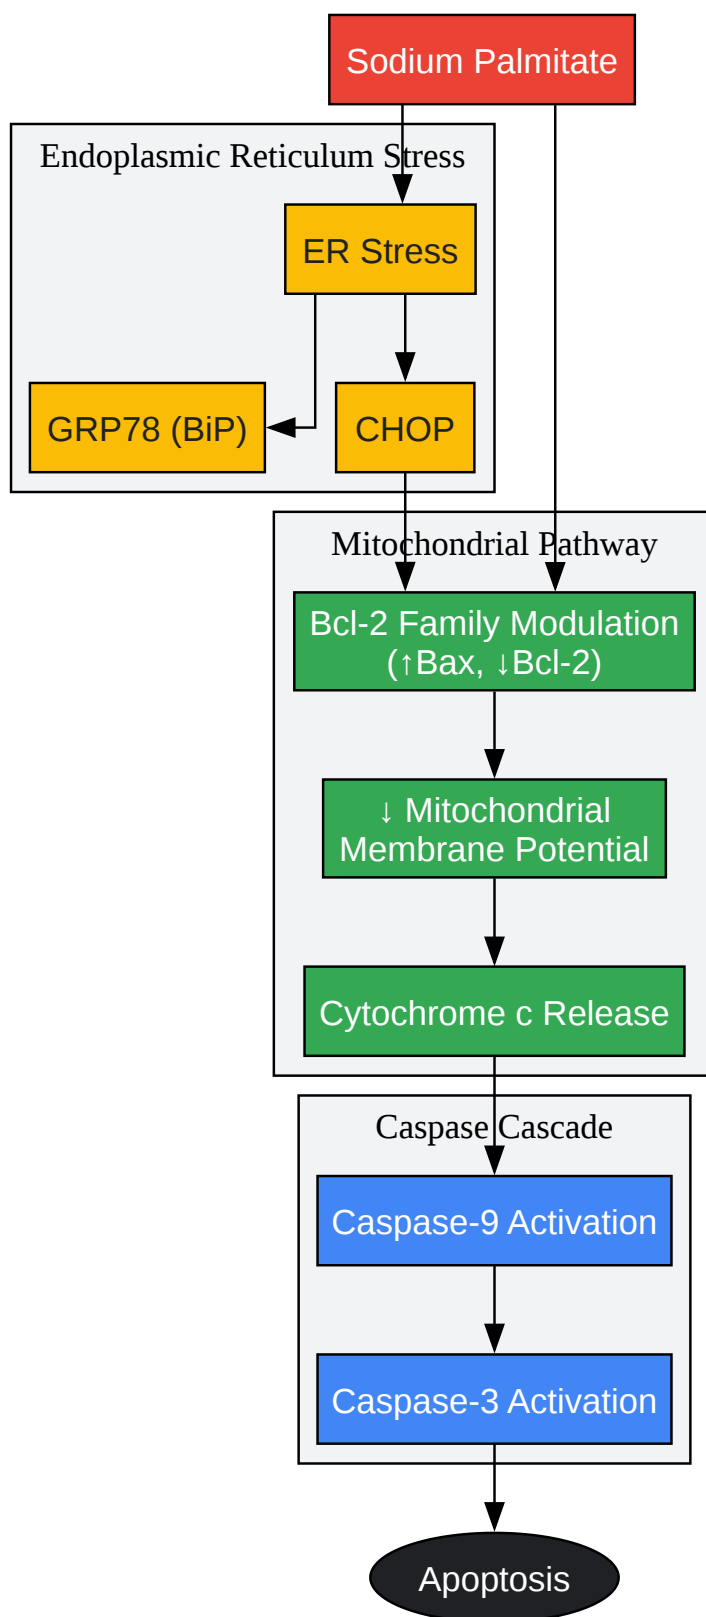 Sodium Palmitate
Endoplasmic Reticulum Stress
ER Stress
GRP78 (BiP)
CHOP
Mitochondrial Pathway
Bcl-2 Family Modulation
(↑Bax, ↓Bcl-2)
↓ Mitochondrial
Membrane Potential
Cytochrome c Release
Caspase Cascade
Caspase-9 Activation
Caspase-3 Activation
Apoptosis